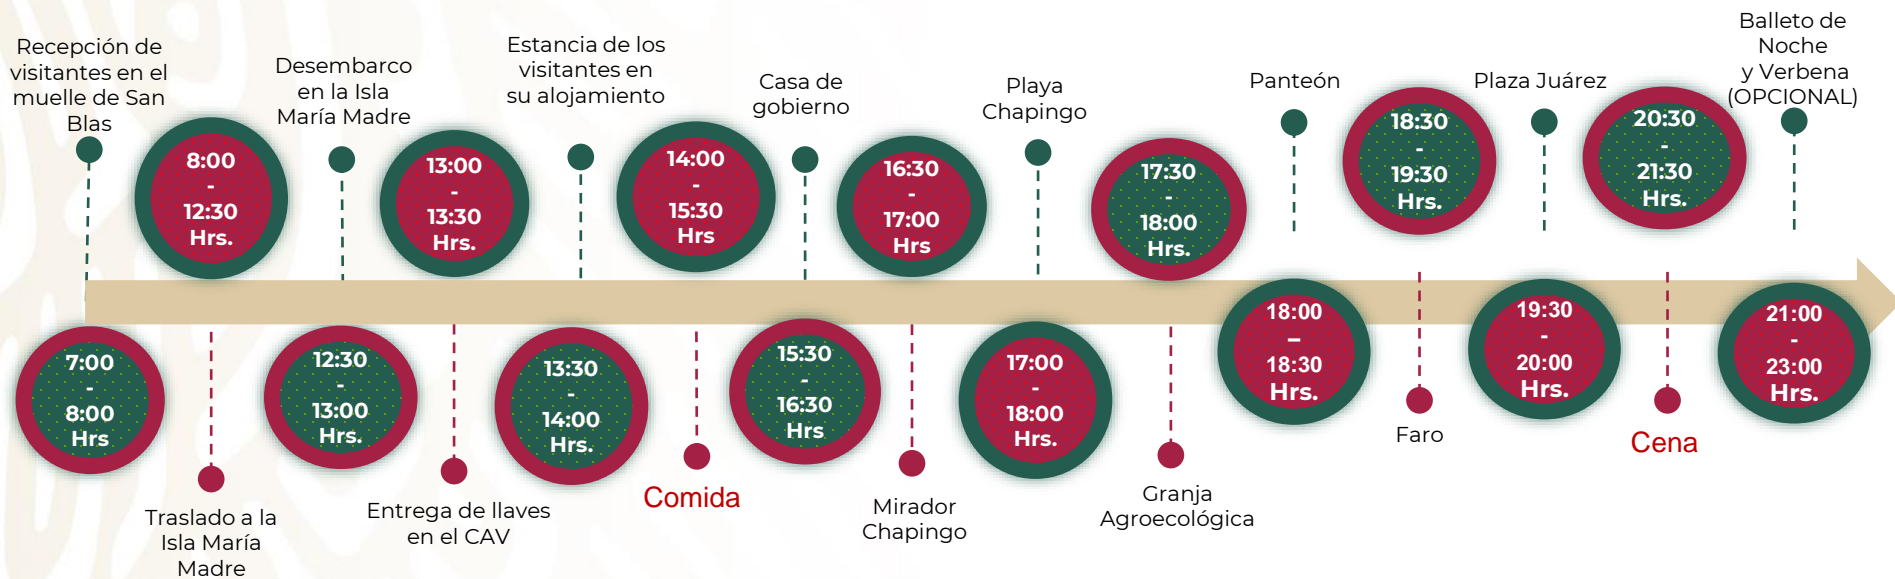 Recepción de
visitantes en el
muelle de San
Blas
7:00
-
8:00
Hrs
8:00
-
12:30
Hrs.
Traslado a la
Isla María
Madre
Desembarco
en la Isla
María Madre
12:30
-
13:00
Hrs.
13:00
-
13:30
Hrs.
Entrega de llaves
en el CAV
Estancia de los
visitantes en
su alojamiento
13:30
-
14:00
Hrs.
14:00
-
15:30
Hrs
Comida
Casa de
gobierno
15:30
-
16:30
Hrs
16:30
-
17:00
Hrs
Mirador
Chapingo
Playa
Chapingo
17:00
-
18:00
Hrs.
17:30
-
18:00
Hrs.
Granja
Agroecológica
Panteón
18:00
–
18:30
Hrs.
18:30
-
19:30
Hrs.
Faro
Plaza Juárez
19:30
-
20:00
Hrs.
20:30
-
21:30
Hrs.
Cena
Balleto de
Noche
y Verbena
(OPCIONAL)
21:00
-
23:00
Hrs.